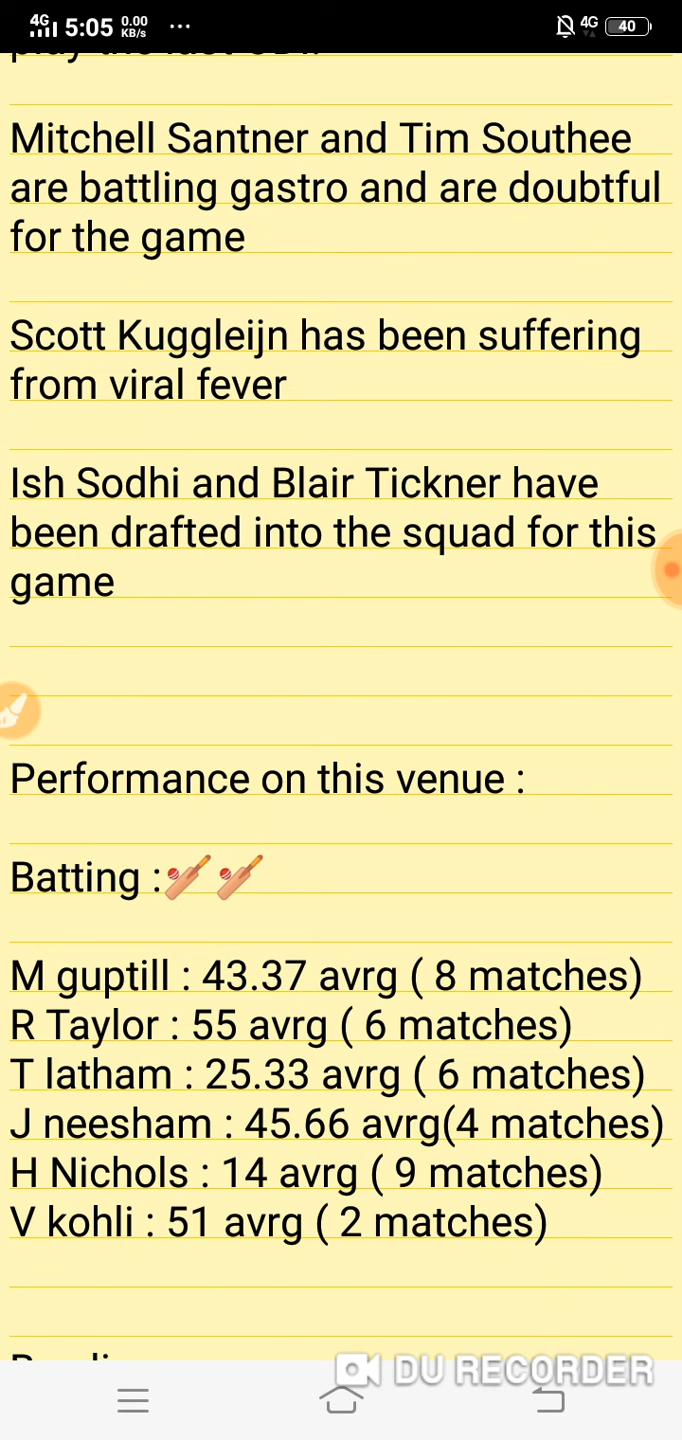 4G 5:05 0.00 KB/s ... 4G 40
play the last ODI.
Mitchell Santner and Tim Southee
are battling gastro and are doubtful
for the game
Scott Kuggleijn has been suffering
from viral fever
Ish Sodhi and Blair Tickner have
been drafted into the squad for this
game
Performance on this venue :
Batting :🏏🏏
M guptill : 43.37 avrg ( 8 matches)
R Taylor : 55 avrg ( 6 matches)
T latham : 25.33 avrg ( 6 matches)
J neesham : 45.66 avrg(4 matches)
H Nichols : 14 avrg ( 9 matches)
V kohli : 51 avrg ( 2 matches)
DU RECORDER